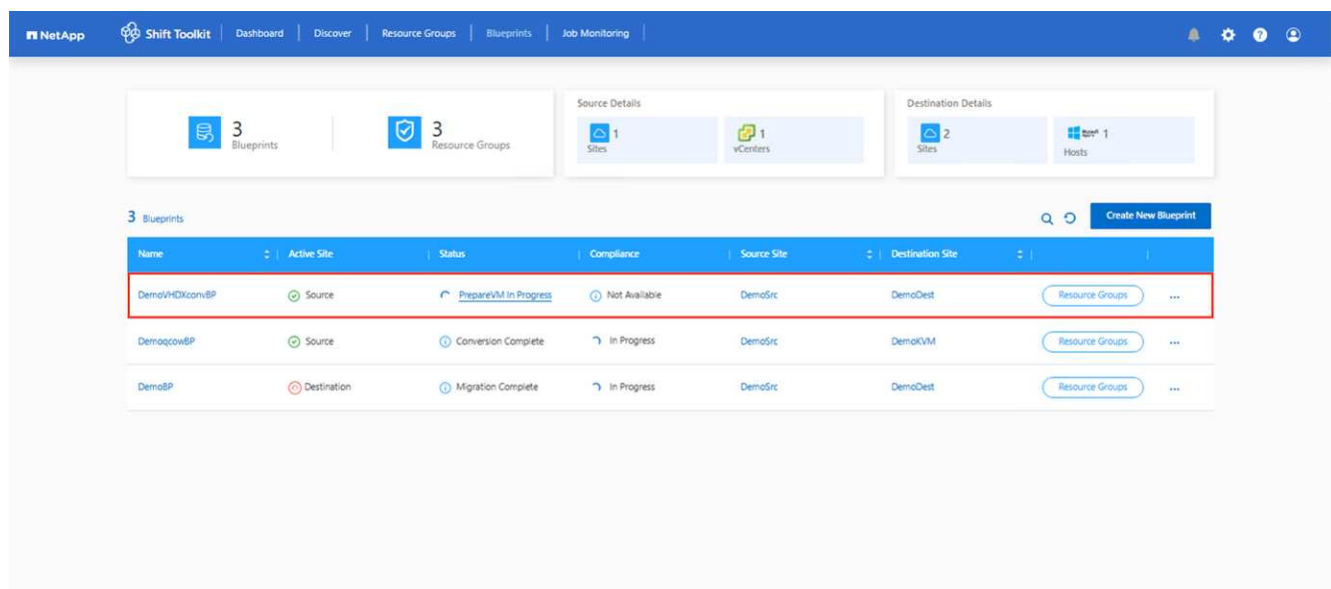 NetApp Shift Toolkit Dashboard Discover Resource Groups Blueprints Job Monitoring
3
Blueprints
3
Resource Groups
Source Details
1
Sites
1
vCenters
Destination Details
2
Sites
1
Hosts
3 Blueprints
Create New Blueprint
Name Active Site Status Compliance Source Site Destination Site
DemoVHDXconvBP Source PrepareVM In Progress Not Available DemoSrc DemoDest Resource Groups ...
DemoqcowBP Source Conversion Complete In Progress DemoSrc DemoKVM Resource Groups ...
DemoBP Destination Migration Complete In Progress DemoSrc DemoDest Resource Groups ...